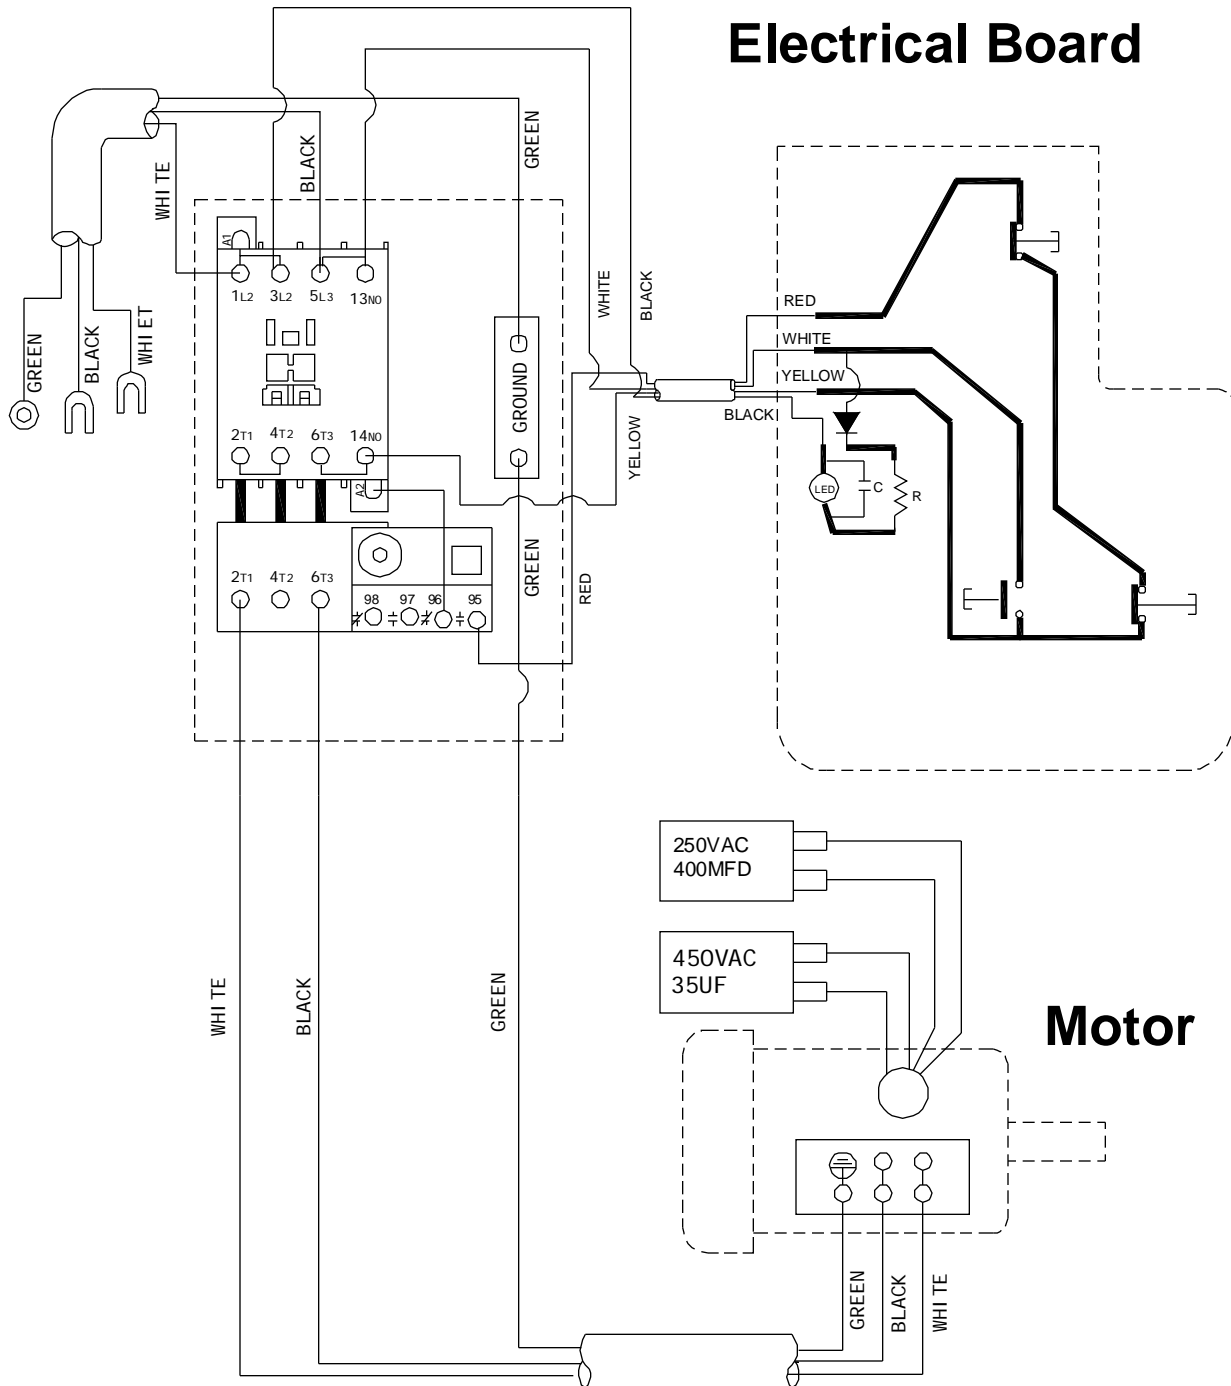 Electrical Board
GREEN
BLACK
WHITE
A1
1L2 3L2 5L3 13NO
WHITE
BLACK
RED
WHITE
YELLOW
BLACK
GREEN
BLACK
WHIET
GROUND
2T1 4T2 6T3 14NO
A2
YELLOW
LED
C
R
GREEN
RED
2T1 4T2 6T3
98 97 96 95
250VAC
400MFD
450VAC
35UF
WHITE
BLACK
GREEN
Motor
GREEN
BLACK
WHITE